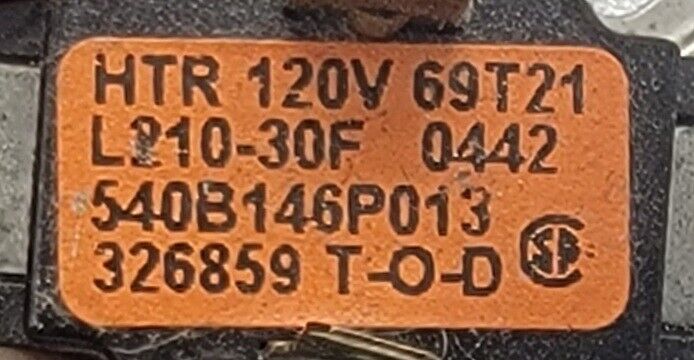 HTR 120V 69T21
L210-30F 0442
540B146P013
326859 T-O-D